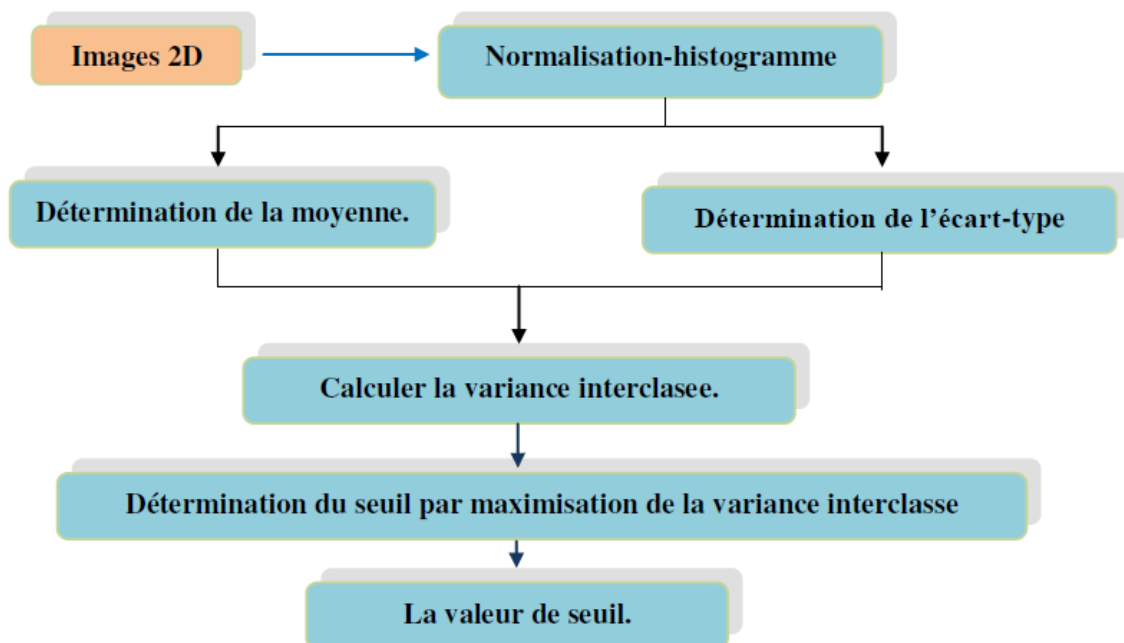 Images 2D
Normalisation-histogramme
Détermination de la moyenne.
Détermination de l'écart-type
Calculer la variance interclasee.
Détermination du seuil par maximisation de la variance interclasse
La valeur de seuil.